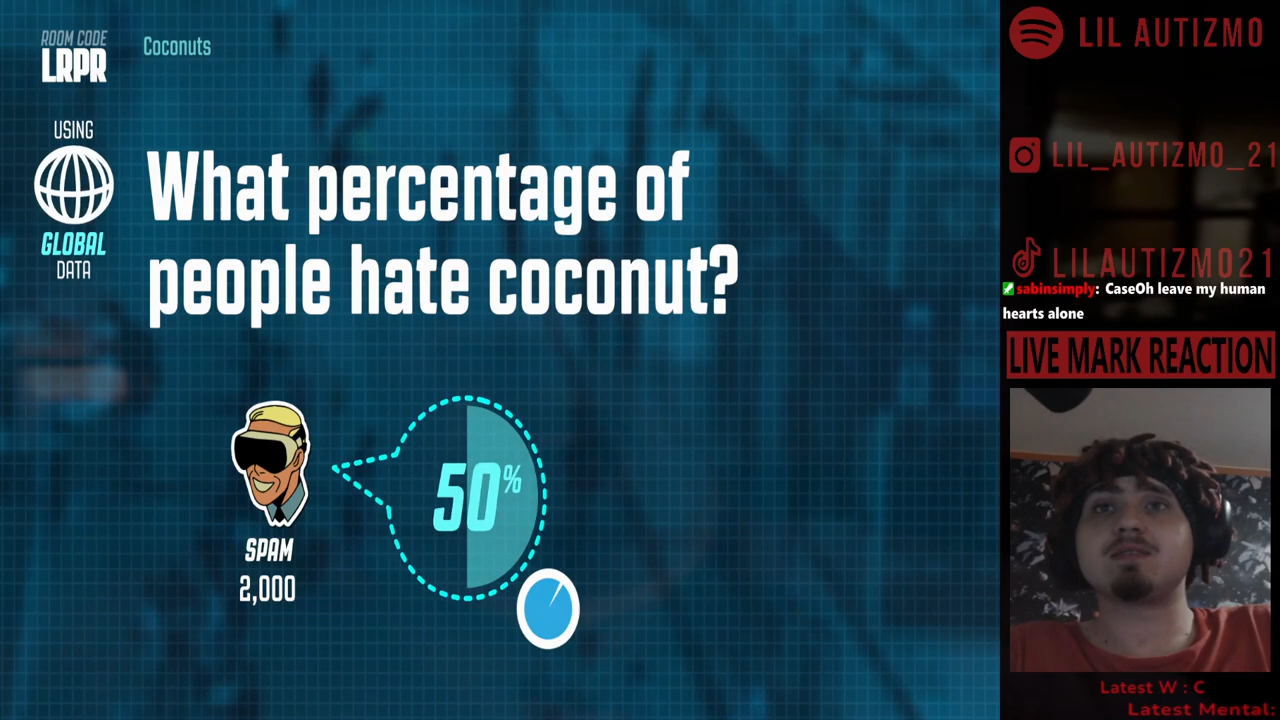 ROOM CODE
LRPR
Coconuts
USING
GLOBAL
DATA
What percentage of
people hate coconut?
50%
SPAM
2,000
LIL AUTIZMO
LIL_AUTIZMO_21
LILAUTIZMO21
sabinsimply: CaseOh leave my human
hearts alone
LIVE MARK REACTION
Latest W : C
Latest Mental: